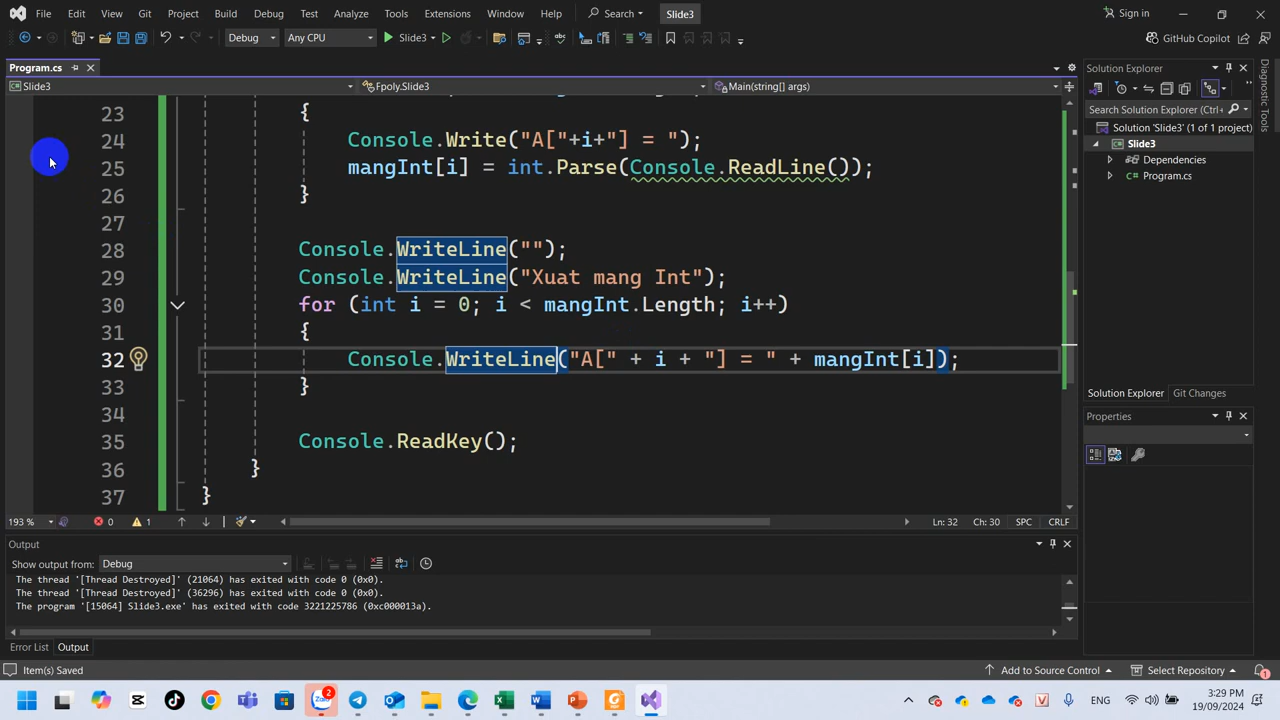 File Edit View Git Project Build Debug Test Analyze Tools Extensions Window Help Search Slide3 Sign in
Debug Any CPU Slide3 GitHub Copilot
Program.cs
Slide3 Fpoly.Slide3 Main(string[] args)
23 {
24 Console.Write("A["+i+"] = ");
25 mangInt[i] = int.Parse(Console.ReadLine());
26 }
27
28 Console.WriteLine("");
29 Console.WriteLine("Xuat mang Int");
30 for (int i = 0; i < mangInt.Length; i++)
31 {
32 Console.WriteLine("A[" + i + "] = " + mangInt[i]);
33 }
34
35 Console.ReadKey();
36 }
37 }
193 % 0 1 Ln: 32 Ch: 30 SPC CRLF
Output
Show output from: Debug
The thread '[Thread Destroyed]' (21064) has exited with code 0 (0x0).
The thread '[Thread Destroyed]' (36296) has exited with code 0 (0x0).
The program '[15064] Slide3.exe' has exited with code 3221225786 (0xc000013a).
Error List Output
Solution Explorer
Search Solution Explorer (Ctrl+
Solution 'Slide3' (1 of 1 project)
Slide3
Dependencies
Program.cs
Solution Explorer Git Changes
Properties
Diagnostic Tools
Item(s) Saved Add to Source Control Select Repository 1
Zalo 2 ENG 3:29 PM
19/09/2024